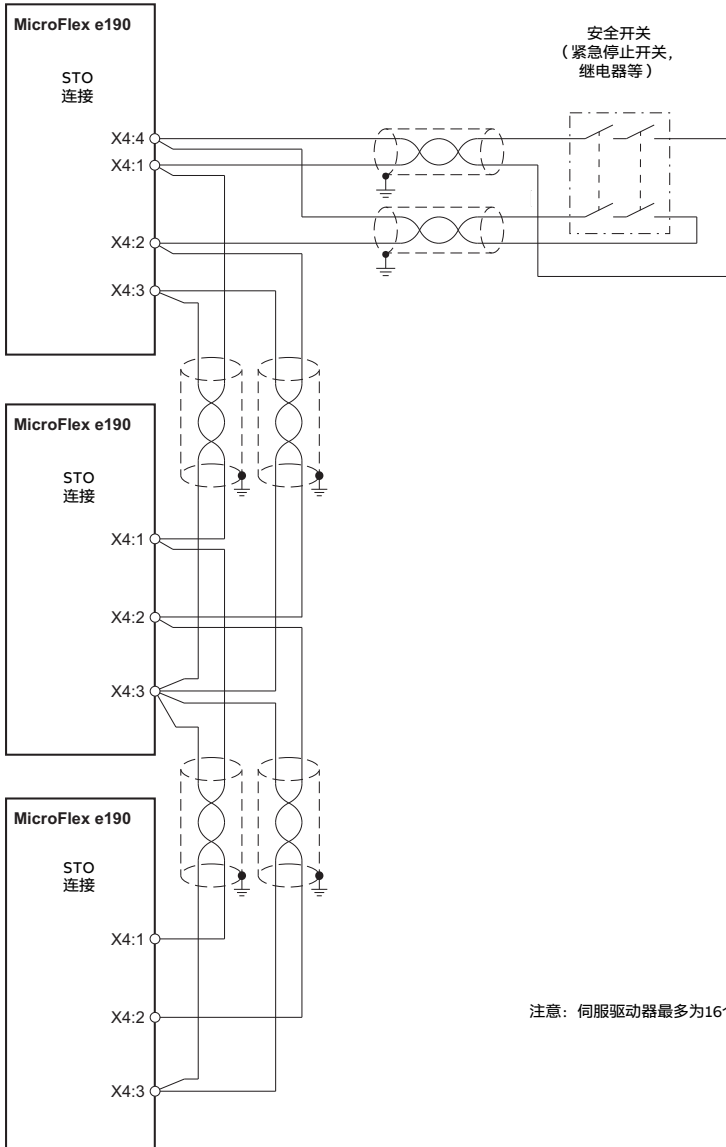 MicroFlex e190
STO
连接
X4:4
X4:1
X4:2
X4:3
安全开关
（紧急停止开关，
继电器等）
MicroFlex e190
STO
连接
X4:1
X4:2
X4:3
MicroFlex e190
STO
连接
X4:1
X4:2
X4:3
注意：伺服驱动器最多为16